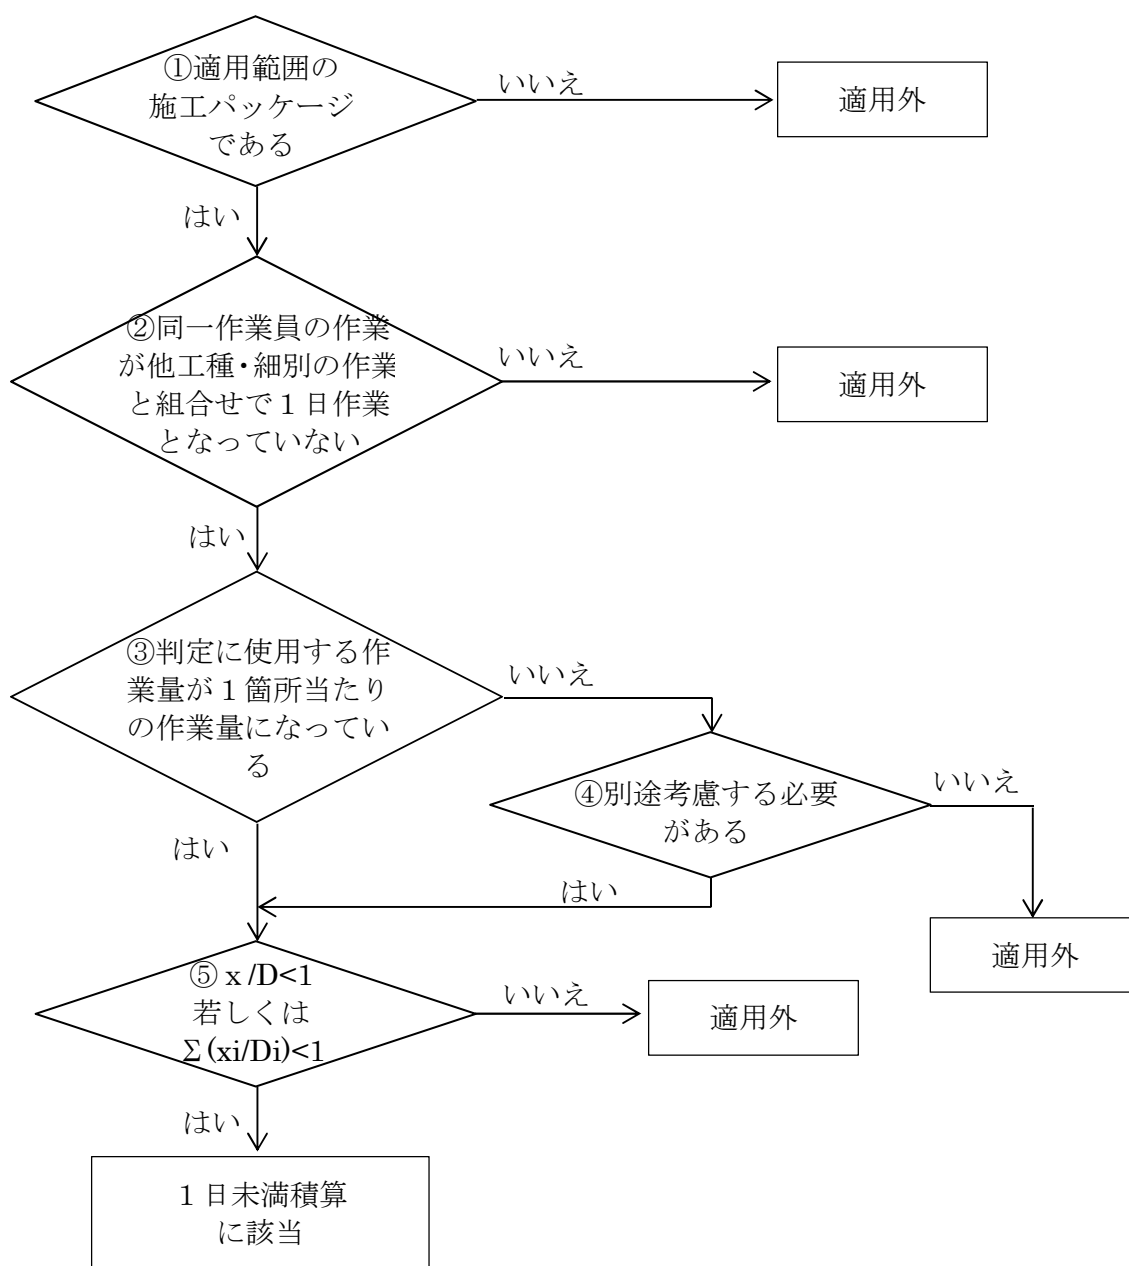 ①適用範囲の
施工パッケージ
である
いいえ
適用外
はい
②同一作業員の作業
が他工種・細別の作業
と組合せで１日作業
となっていない
いいえ
適用外
はい
③判定に使用する作
業量が１箇所当たり
の作業量になってい
る
いいえ
④別途考慮する必要
がある
いいえ
適用外
はい
はい
⑤ｘ/D<1
若しくは
Σ(xi/Di)<1
いいえ
適用外
はい
１日未満積算
に該当